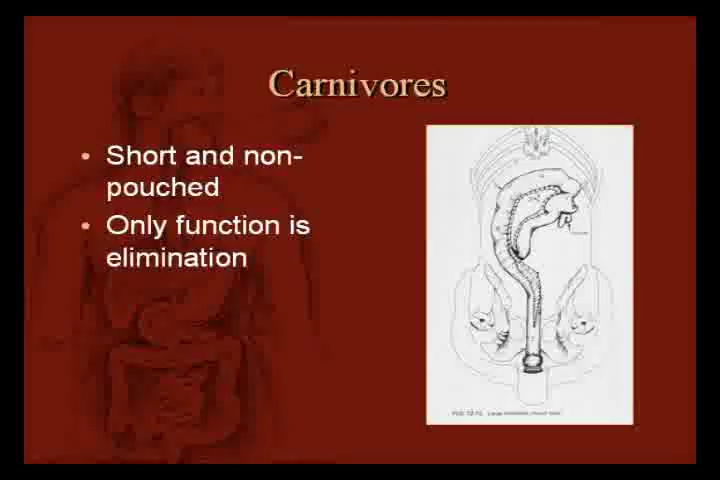 Carnivores
• Short and non-
pouched
• Only function is
elimination